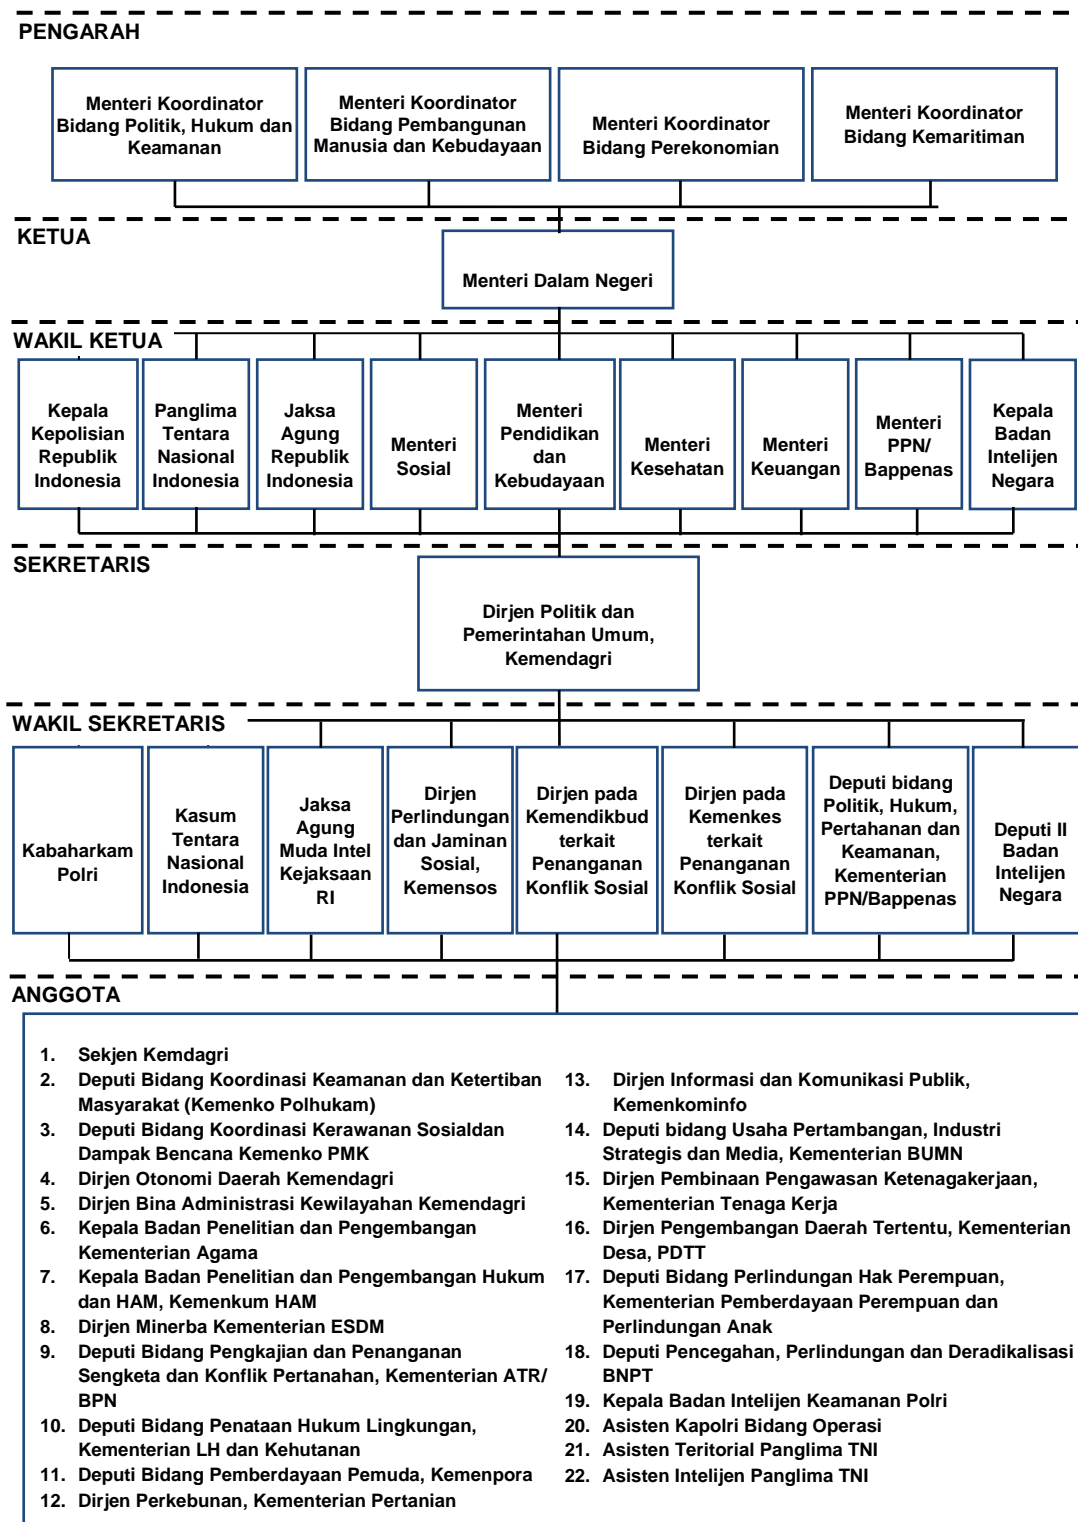 PENGARAH
Menteri Koordinator
Bidang Politik, Hukum dan
Keamanan
Menteri Koordinator
Bidang Pembangunan
Manusia dan Kebudayaan
Menteri Koordinator
Bidang Perekonomian
Menteri Koordinator
Bidang Kemaritiman
KETUA
Menteri Dalam Negeri
WAKIL KETUA
Kepala
Kepolisian
Republik
Indonesia
Panglima
Tentara
Nasional
Indonesia
Jaksa
Agung
Republik
Indonesia
Menteri
Sosial
Menteri
Pendidikan
dan
Kebudayaan
Menteri
Kesehatan
Menteri
Keuangan
Menteri
PPN/
Bappenas
Kepala
Badan
Intelijen
Negara
SEKRETARIS
Dirjen Politik dan
Pemerintahan Umum,
Kemendagri
WAKIL SEKRETARIS
Kabaharkam
Polri
Kasum
Tentara
Nasional
Indonesia
Jaksa
Agung
Muda Intel
Kejaksaan
RI
Dirjen
Perlindungan
dan Jaminan
Sosial,
Kemensos
Dirjen pada
Kemendikbud
terkait
Penanganan
Konflik Sosial
Dirjen pada
Kemenkes
terkait
Penanganan
Konflik Sosial
Deputi bidang
Politik, Hukum,
Pertahanan dan
Keamanan,
Kementerian
PPN/Bappenas
Deputi II
Badan
Intelijen
Negara
ANGGOTA
1. Sekjen Kemdagri
2. Deputi Bidang Koordinasi Keamanan dan Ketertiban
Masyarakat (Kemenko Polhukam)
3. Deputi Bidang Koordinasi Kerawanan Sosialdan
Dampak Bencana Kemenko PMK
4. Dirjen Otonomi Daerah Kemendagri
5. Dirjen Bina Administrasi Kewilayahan Kemendagri
6. Kepala Badan Penelitian dan Pengembangan
Kementerian Agama
7. Kepala Badan Penelitian dan Pengembangan Hukum
dan HAM, Kemenkum HAM
8. Dirjen Minerba Kementerian ESDM
9. Deputi Bidang Pengkajian dan Penanganan
Sengketa dan Konflik Pertanahan, Kementerian ATR/
BPN
10. Deputi Bidang Penataan Hukum Lingkungan,
Kementerian LH dan Kehutanan
11. Deputi Bidang Pemberdayaan Pemuda, Kemenpora
12. Dirjen Perkebunan, Kementerian Pertanian
13. Dirjen Informasi dan Komunikasi Publik,
Kemenkominfo
14. Deputi bidang Usaha Pertambangan, Industri
Strategis dan Media, Kementerian BUMN
15. Dirjen Pembinaan Pengawasan Ketenagakerjaan,
Kementerian Tenaga Kerja
16. Dirjen Pengembangan Daerah Tertentu, Kementerian
Desa, PDTT
17. Deputi Bidang Perlindungan Hak Perempuan,
Kementerian Pemberdayaan Perempuan dan
Perlindungan Anak
18. Deputi Pencegahan, Perlindungan dan Deradikalisasi
BNPT
19. Kepala Badan Intelijen Keamanan Polri
20. Asisten Kapolri Bidang Operasi
21. Asisten Teritorial Panglima TNI
22. Asisten Intelijen Panglima TNI